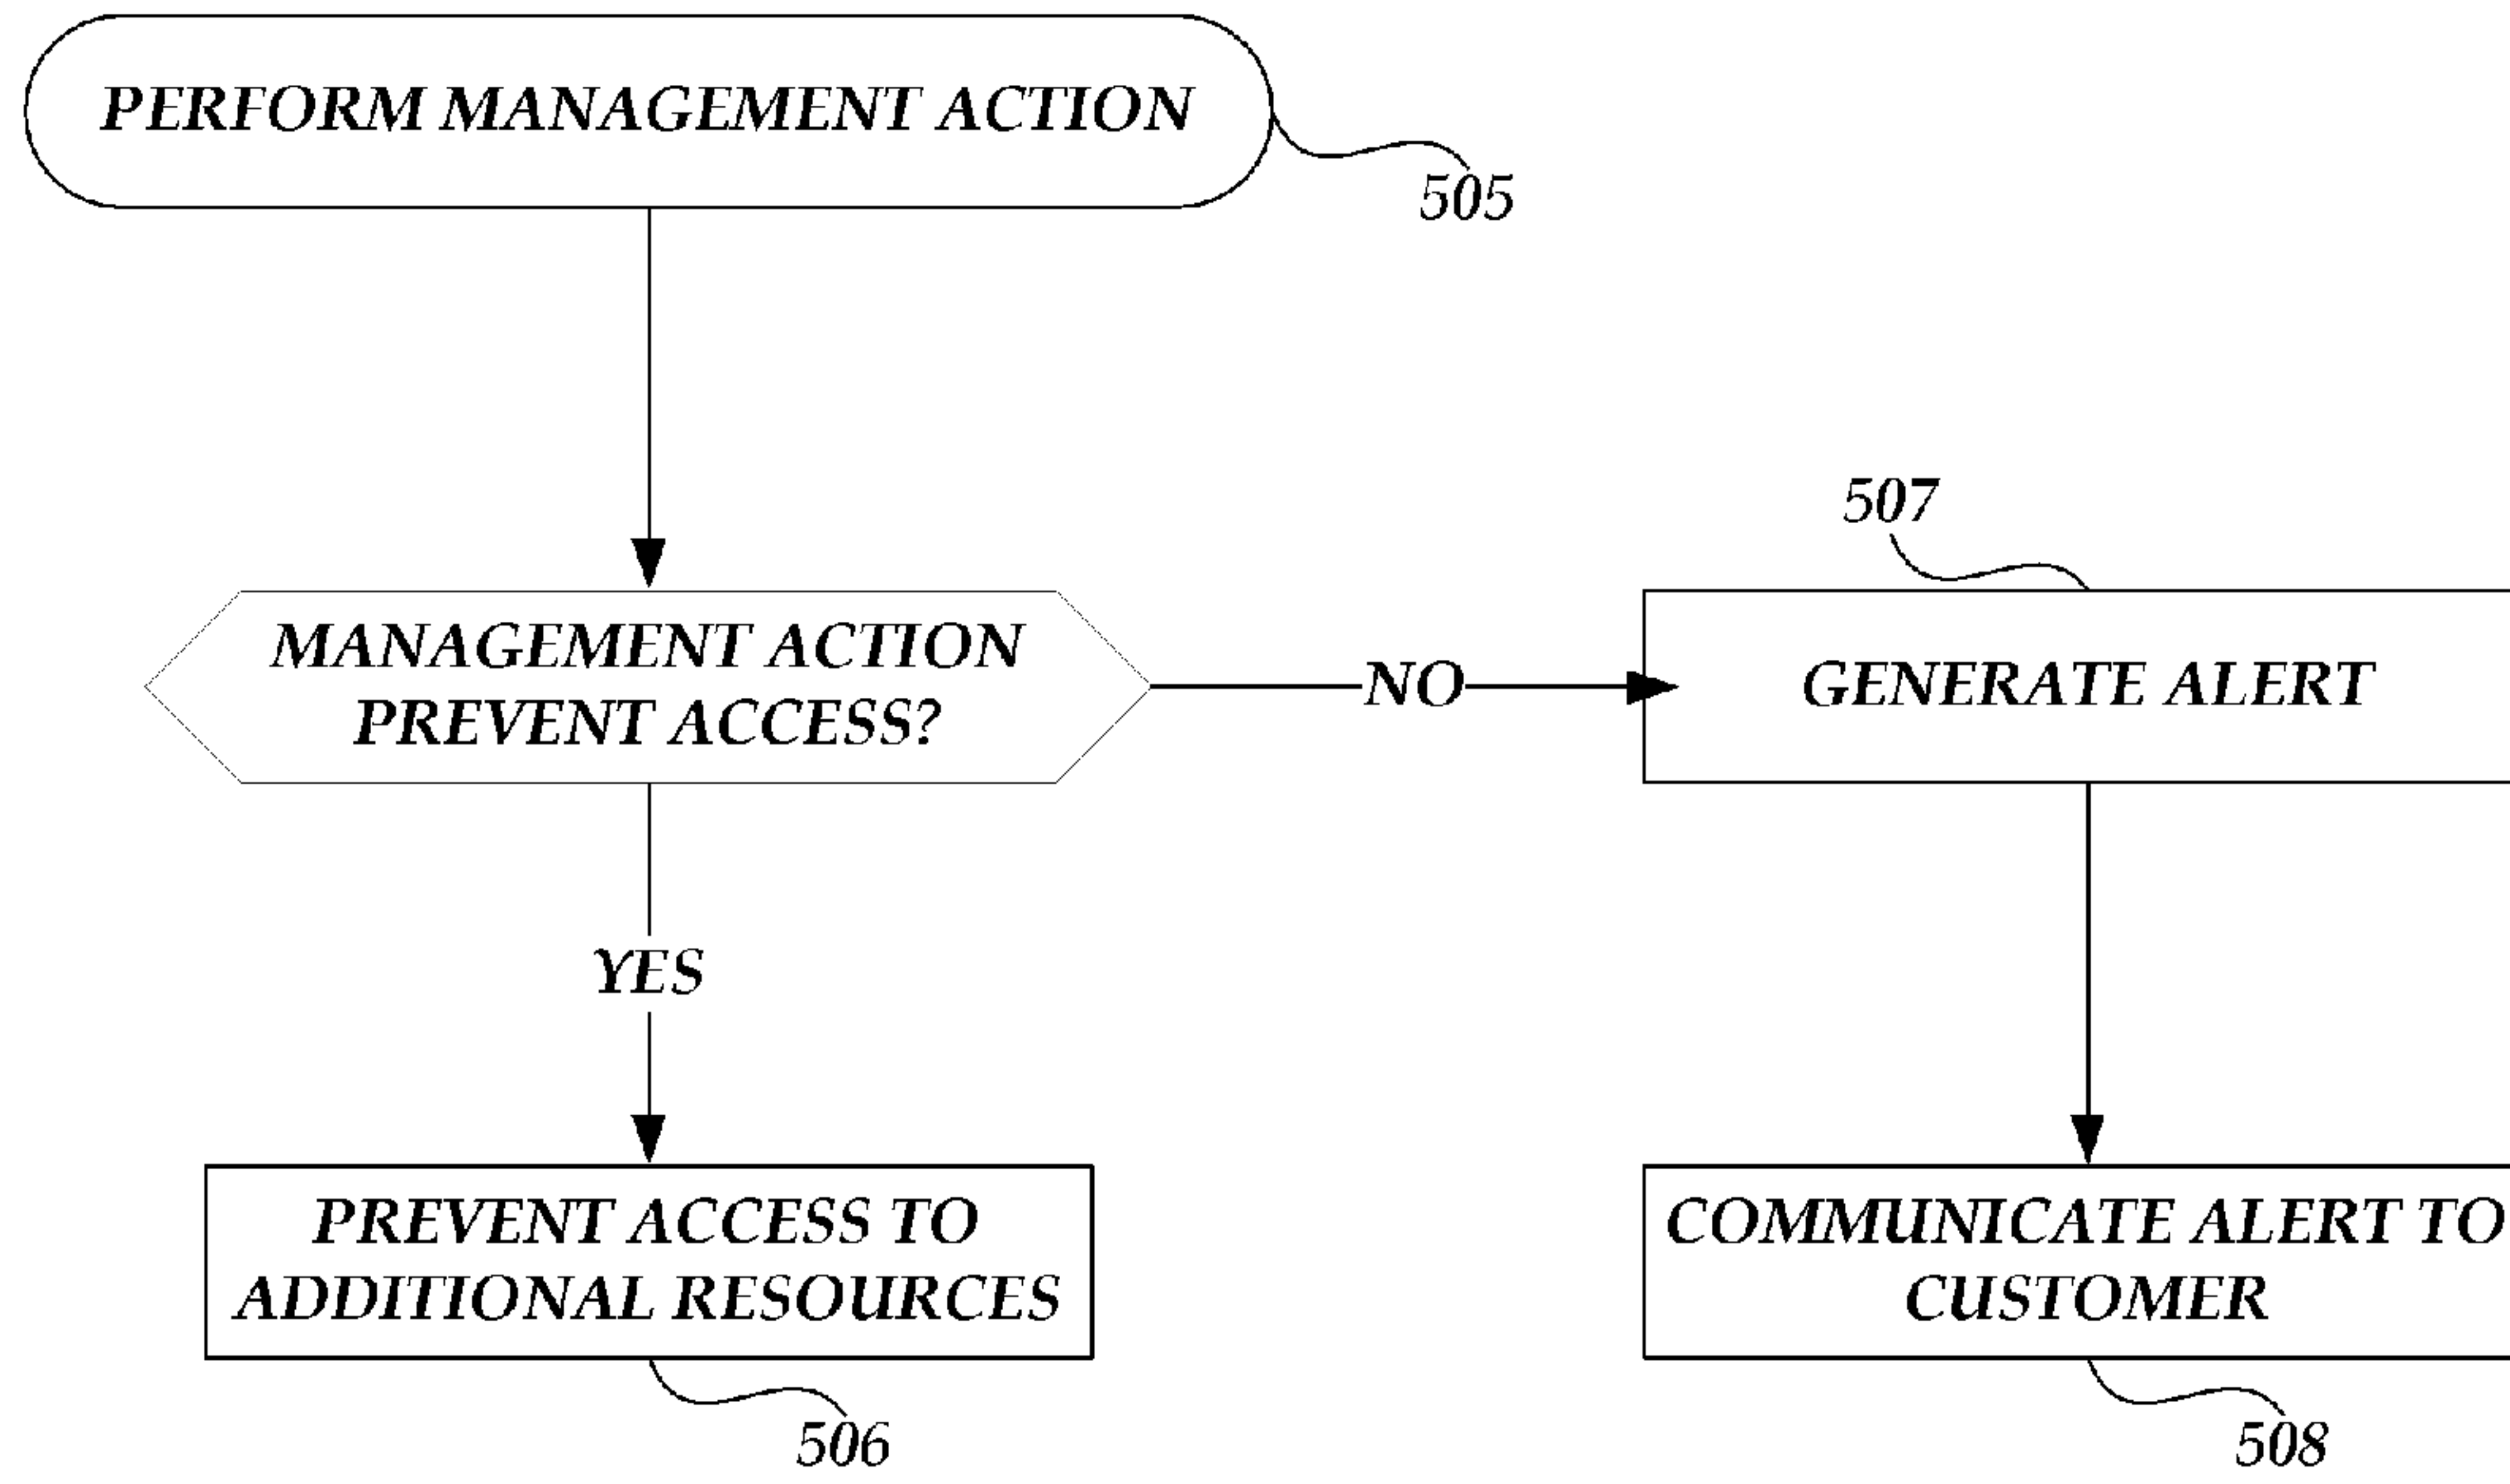 PERFORM MANAGEMENT ACTION
505
507
MANAGEMENT ACTION
PREVENT ACCESS?
NO
GENERATE ALERT
YES
PREVENT ACCESS TO
ADDITIONAL RESOURCES
COMMUNICATE ALERT TO
CUSTOMER
506
508